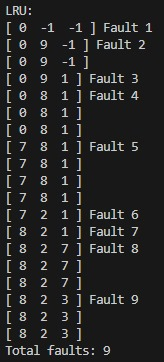 LRU:
[ 0 -1 -1 ] Fault 1
[ 0 9 -1 ] Fault 2
[ 0 9 -1 ]
[ 0 9 1 ] Fault 3
[ 0 8 1 ] Fault 4
[ 0 8 1 ]
[ 0 8 1 ]
[ 7 8 1 ] Fault 5
[ 7 8 1 ]
[ 7 8 1 ]
[ 7 8 1 ]
[ 7 2 1 ] Fault 6
[ 8 2 1 ] Fault 7
[ 8 2 7 ] Fault 8
[ 8 2 7 ]
[ 8 2 7 ]
[ 8 2 3 ] Fault 9
[ 8 2 3 ]
[ 8 2 3 ]
Total faults: 9